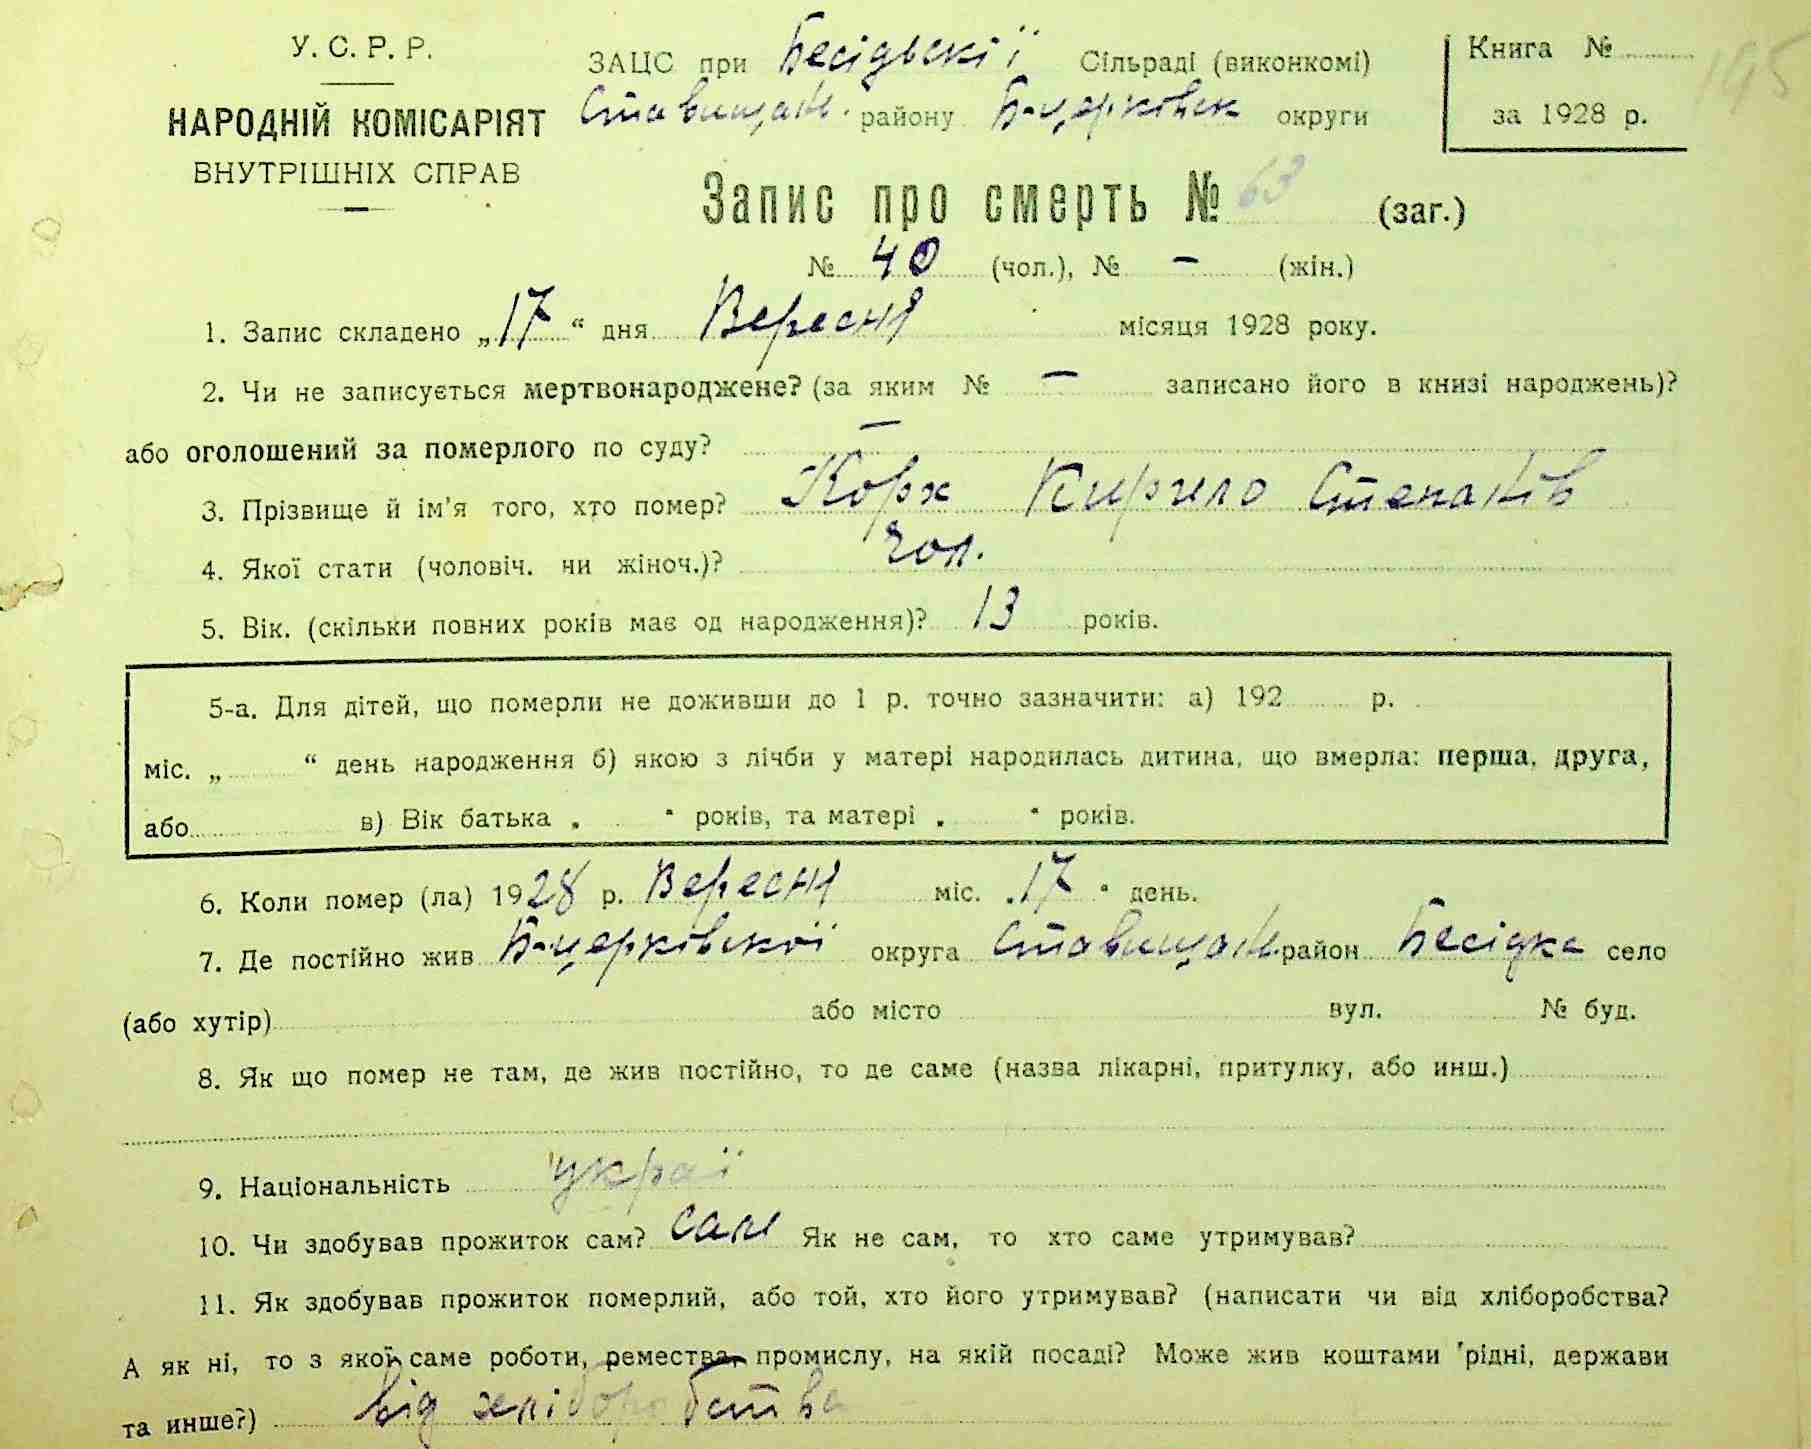 У. С. Р. Р.
НАРОДНІЙ КОМІСАРІЯТ
ВНУТРІШНІХ СПРАВ
ЗАЦС при Бесідьскії Сільраді (виконкомі)
Ставищан. району Б-церківськ округи
Книга №
за 1928 р.
195
Запис про смерть № 63 (заг.)
№ 40 (чол.), № – (жін.)
1. Запис складено „17“ дня Вересня місяця 1928 року.
2. Чи не записується мертвонароджене? (за яким № – записано його в книзі народжень)?
або оголошений за померлого по суду? –
3. Прізвище й ім'я того, хто помер? Корж Кирило Степанів
4. Якої стати (чоловіч. чи жіноч.)? чол.
5. Вік. (скільки повних років має од народження)? 13 років.
5-а. Для дітей, що померли не доживши до 1 р. точно зазначити: а) 192 р.
міс. „ “ день народження б) якою з лічби у матері народилась дитина, що вмерла: перша, друга,
або в) Вік батька „ “ років, та матері „ “ років.
6. Коли помер (ла) 1928 р. Вересня міс. „17“ день.
7. Де постійно жив Б-церківської округа Ставищан. район Бесідка село
(або хутір) або місто вул. № буд.
8. Як що помер не там, де жив постійно, то де саме (назва лікарні, притулку, або инш.)
9. Національність украї
10. Чи здобував прожиток сам? сам Як не сам, то хто саме утримував?
11. Як здобував прожиток померлий, або той, хто його утримував? (написати чи від хліборобства?
А як ні, то з якої саме роботи, ремества, промислу, на якій посаді? Може жив коштами рідні, держави
та инше?) від хліборобства